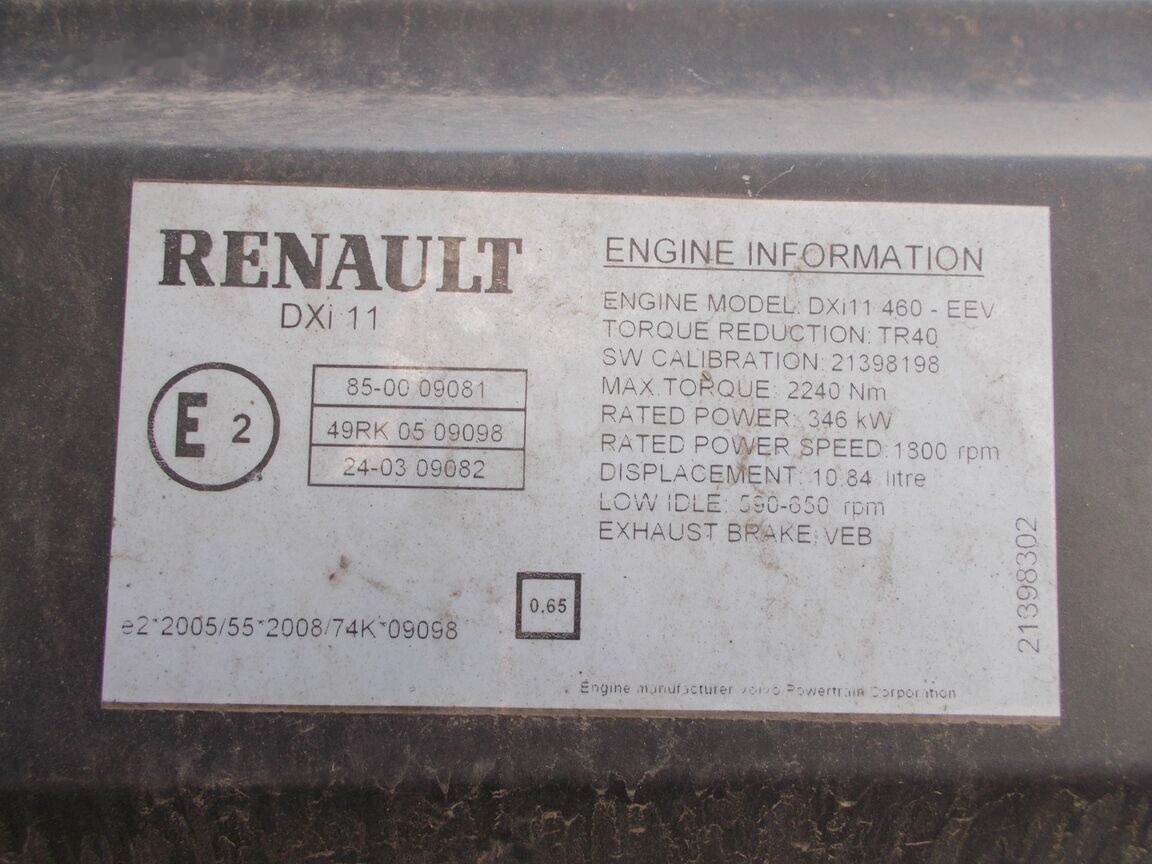 RENAULT
DXi 11
E 2
85-00 09081
49RK 05 09098
24-03 09082
e2*2005/55*2008/74K*09098
0.65
ENGINE INFORMATION
ENGINE MODEL: DXi11 460 - EEV
TORQUE REDUCTION: TR40
SW CALIBRATION: 21398198
MAX.TORQUE: 2240 Nm
RATED POWER: 346 kW
RATED POWER SPEED: 1800 rpm
DISPLACEMENT: 10.84 litre
LOW IDLE: 590-650 rpm
EXHAUST BRAKE: VEB
21398302
Engine manufacturer Volvo Powertrain Corporation